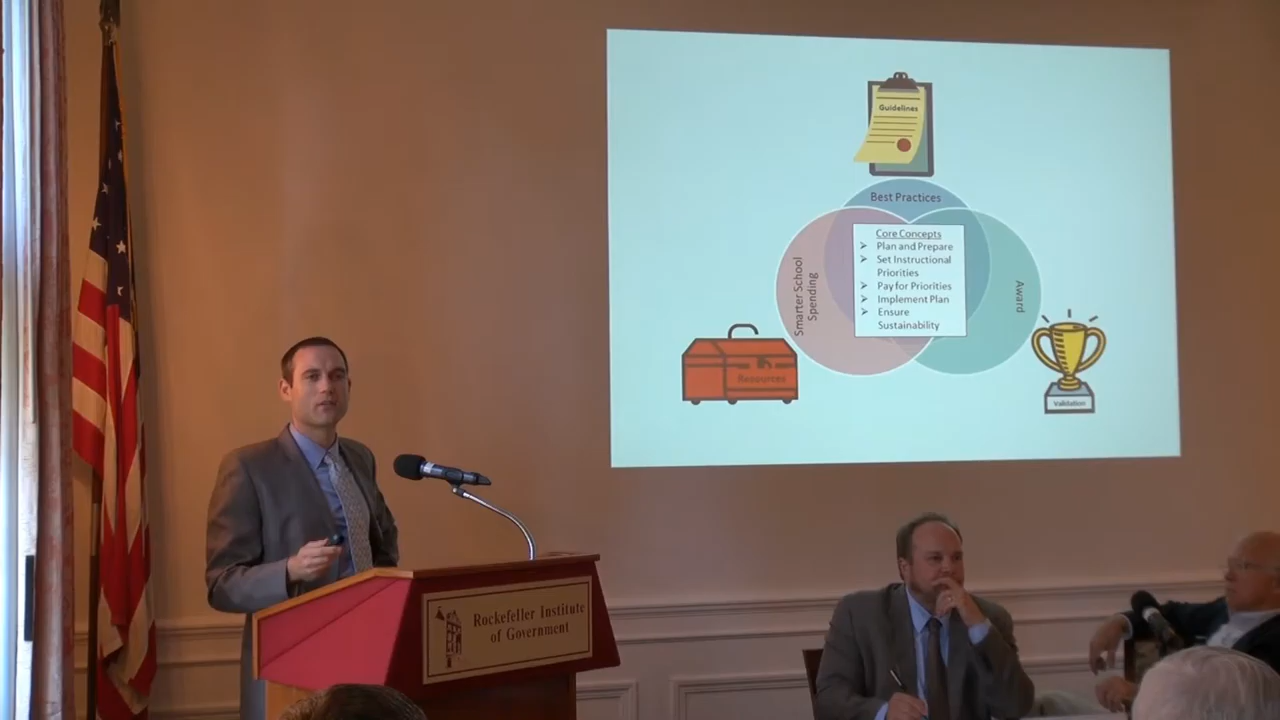 Guidelines
Best Practices
Core Concepts
➤ Plan and Prepare
➤ Set Instructional
Priorities
➤ Pay for Priorities
➤ Implement Plan
➤ Ensure
Sustainability
Smarter School
Spending
Award
Resources
Validation
Rockefeller Institute
of Government